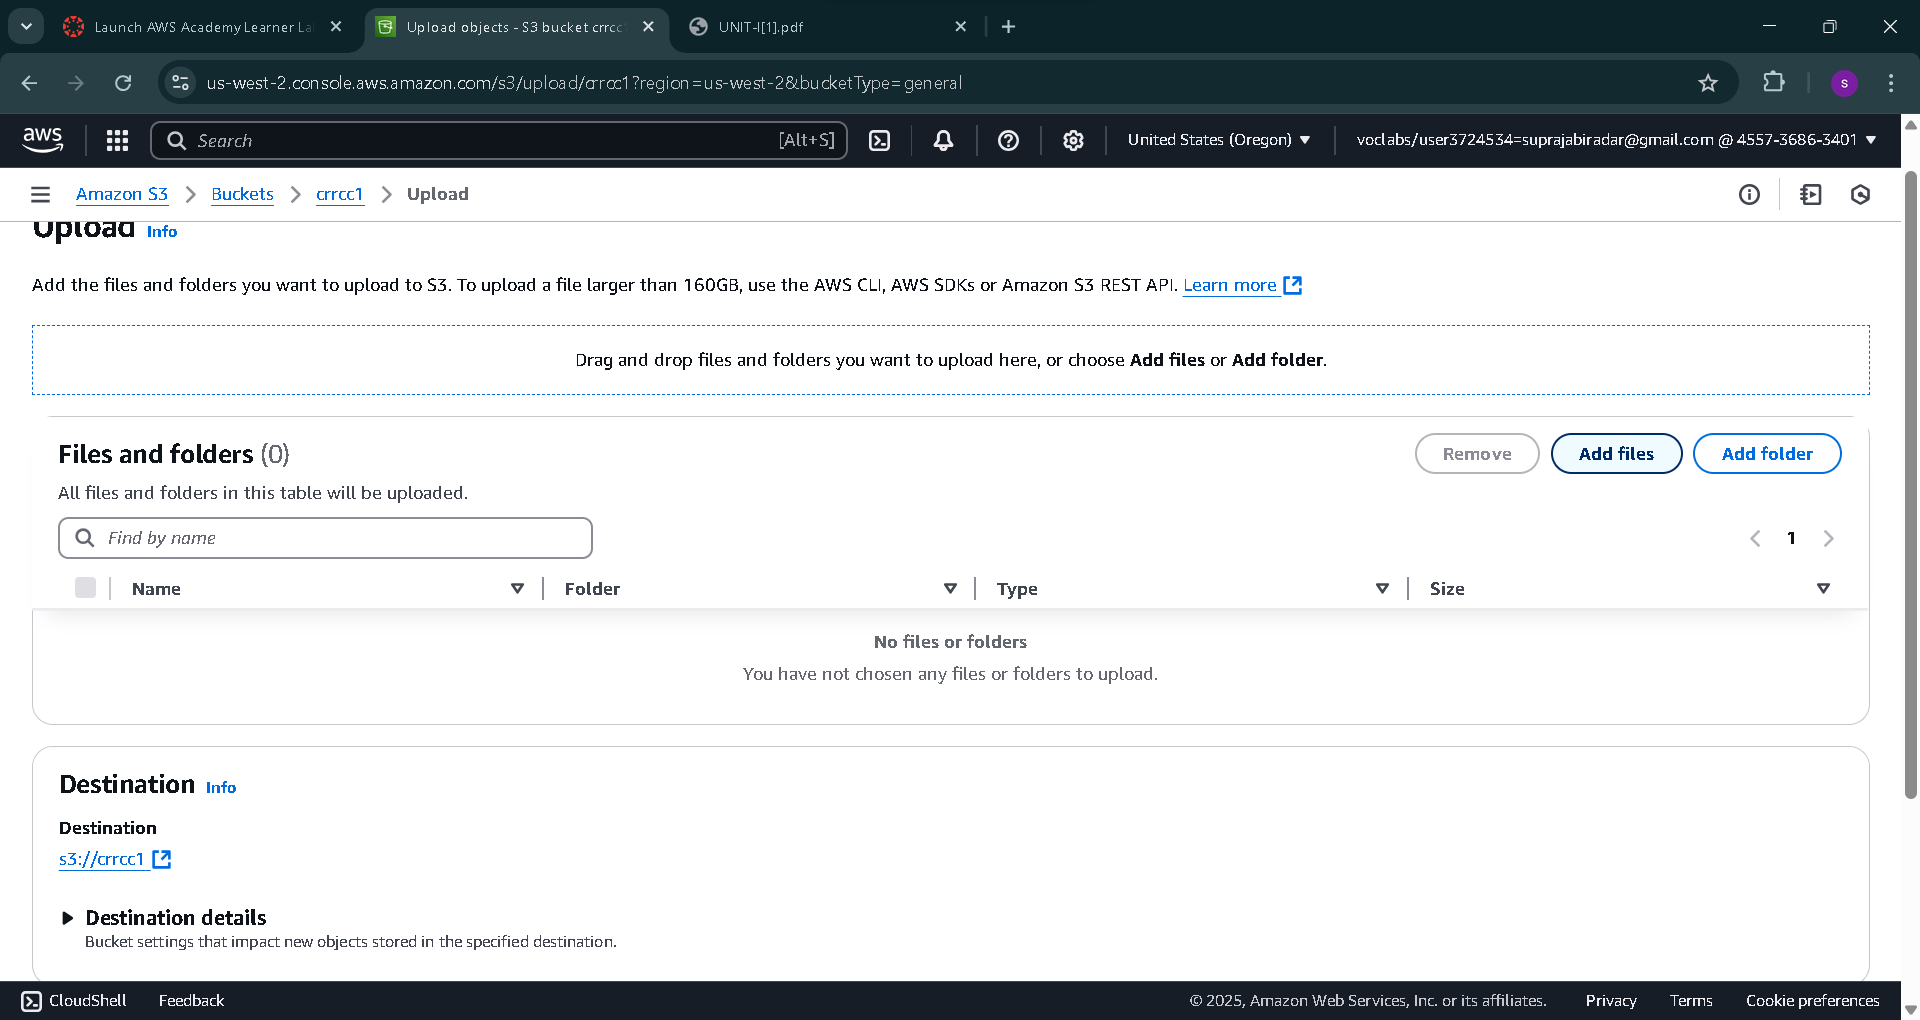 Launch AWS Academy Learner La
Upload objects - S3 bucket crrcc1
UNIT-I[1].pdf
us-west-2.console.aws.amazon.com/s3/upload/crrcc1?region=us-west-2&bucketType=general
s
aws
Search
[Alt+S]
United States (Oregon)
voclabs/user3724534=suprajabiradar@gmail.com @ 4557-3686-3401
Amazon S3
Buckets
crrcc1
Upload
Upload Info
Add the files and folders you want to upload to S3. To upload a file larger than 160GB, use the AWS CLI, AWS SDKs or Amazon S3 REST API. Learn more
Drag and drop files and folders you want to upload here, or choose Add files or Add folder.
Files and folders (0)
Remove
Add files
Add folder
All files and folders in this table will be uploaded.
Find by name
1
Name
Folder
Type
Size
No files or folders
You have not chosen any files or folders to upload.
Destination Info
Destination
s3://crrcc1
Destination details
Bucket settings that impact new objects stored in the specified destination.
CloudShell
Feedback
© 2025, Amazon Web Services, Inc. or its affiliates.
Privacy
Terms
Cookie preferences